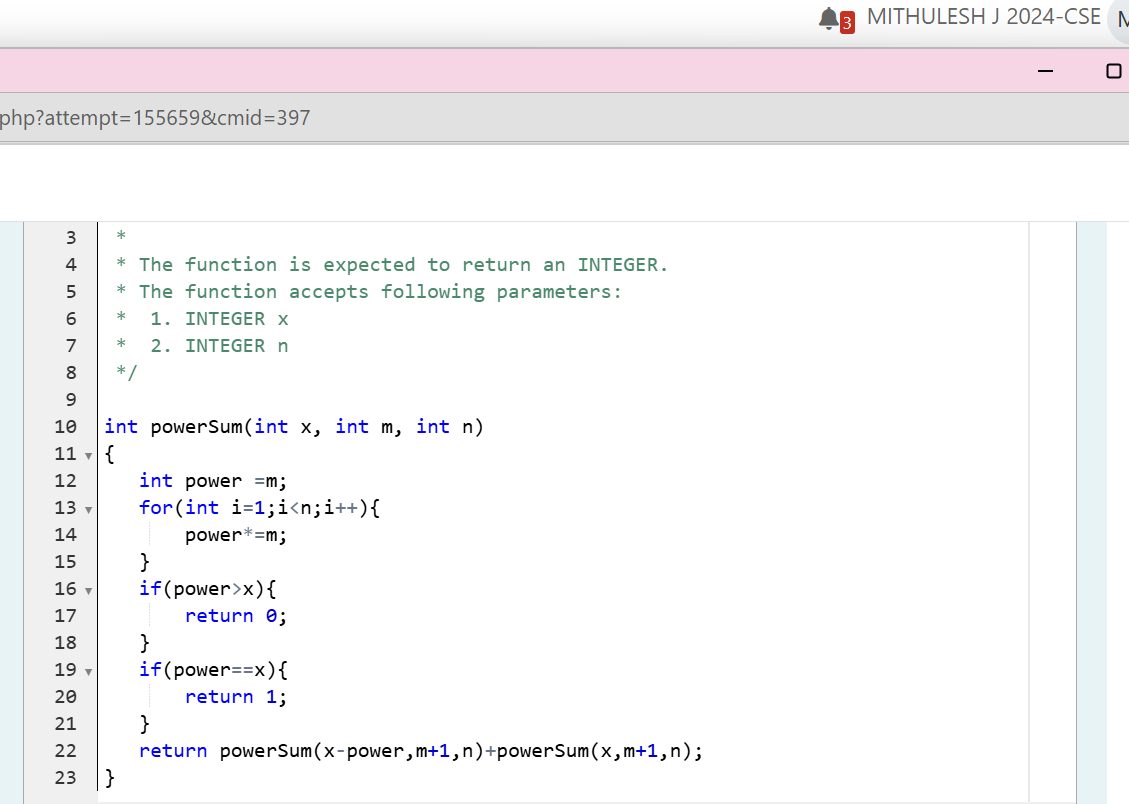 3 MITHULESH J 2024-CSE M
php?attempt=155659&cmid=397
3 *
4 * The function is expected to return an INTEGER.
5 * The function accepts following parameters:
6 *  1. INTEGER x
7 *  2. INTEGER n
8 */
9
10 int powerSum(int x, int m, int n)
11 {
12    int power =m;
13    for(int i=1;i<n;i++){
14        power*=m;
15    }
16    if(power>x){
17        return 0;
18    }
19    if(power==x){
20        return 1;
21    }
22    return powerSum(x-power,m+1,n)+powerSum(x,m+1,n);
23 }